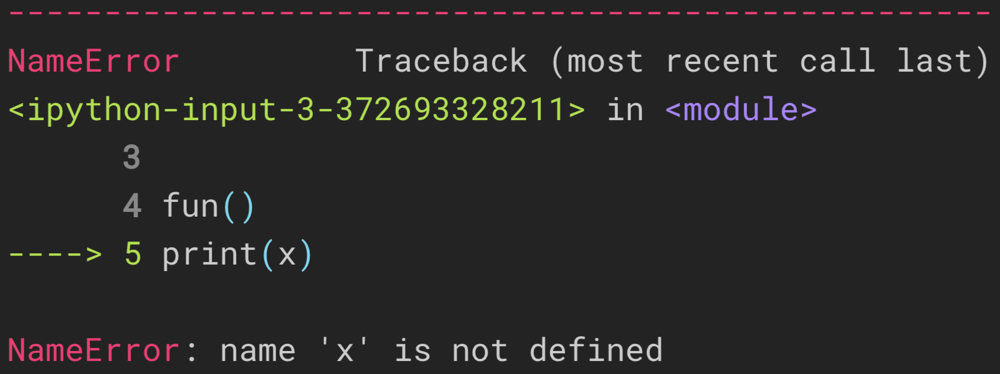 ---------------------------------------------------
NameError         Traceback (most recent call last)
<ipython-input-3-372693328211> in <module>
      3
      4 fun()
----> 5 print(x)
NameError: name 'x' is not defined